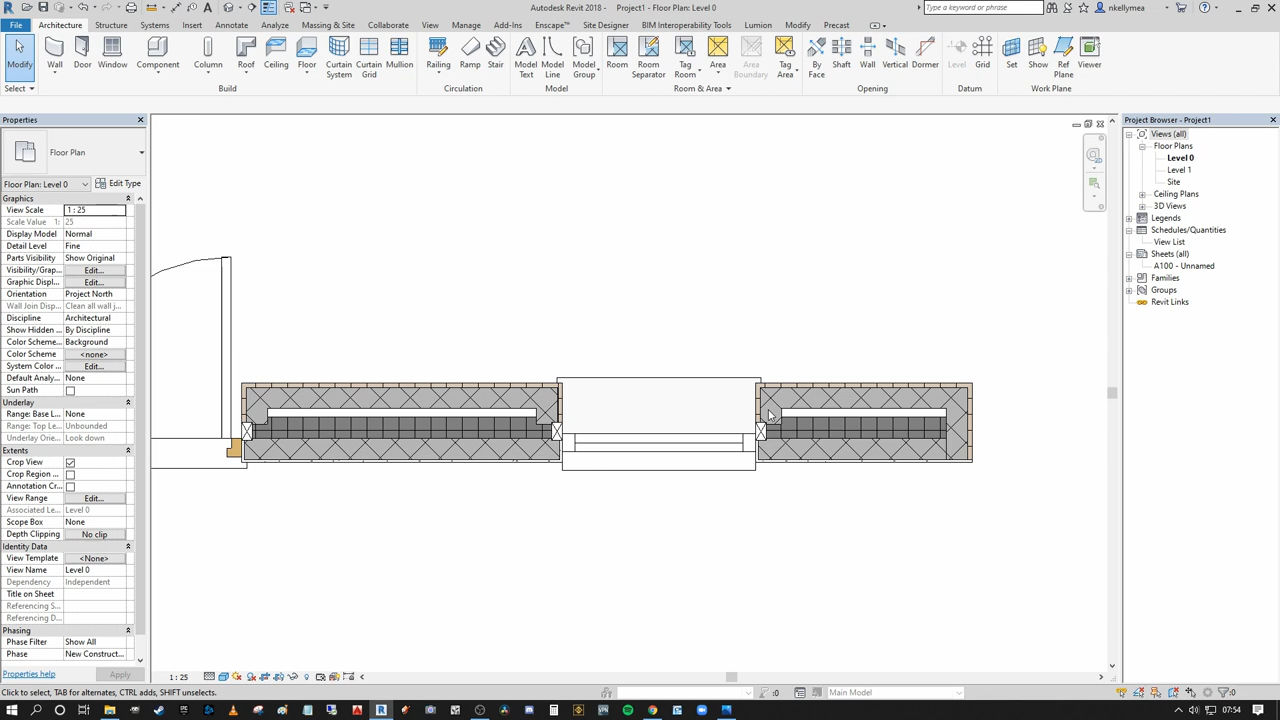 Autodesk Revit 2018 - Project1 - Floor Plan: Level 0
Type a keyword or phrase
nkellymea
File Architecture Structure Systems Insert Annotate Analyze Massing & Site Collaborate View Manage Add-Ins Enscape™ Site Designer BIM Interoperability Tools Lumion Modify Precast
Modify Wall Door Window Component Column Roof Ceiling Floor Curtain System Curtain Grid Mullion Railing Ramp Stair Model Text Model Line Model Group Room Room Separator Tag Room Area Area Boundary Tag Area By Face Shaft Wall Vertical Dormer Level Grid Set Show Ref Plane Viewer
Select Build Circulation Model Room & Area Opening Datum Work Plane
Properties
Floor Plan
Floor Plan: Level 0 Edit Type
Graphics
View Scale 1 : 25
Scale Value 1: 25
Display Model Normal
Detail Level Fine
Parts Visibility Show Original
Visibility/Grap... Edit...
Graphic Displ... Edit...
Orientation Project North
Wall Join Displ... Clean all wall j...
Discipline Architectural
Show Hidden ... By Discipline
Color Scheme... Background
Color Scheme <none>
System Color ... Edit...
Default Analy... None
Sun Path
Underlay
Range: Base L... None
Range: Top L... Unbounded
Underlay Orie... Look down
Extents
Crop View
Crop Region ...
Annotation Cr...
View Range Edit...
Associated Le... Level 0
Scope Box None
Depth Clipping No clip
Identity Data
View Template <None>
View Name Level 0
Dependency Independent
Title on Sheet
Referencing S...
Referencing D...
Phasing
Phase Filter Show All
Phase New Construct...
Properties help Apply
Project Browser - Project1
Views (all)
Floor Plans
Level 0
Level 1
Site
Ceiling Plans
3D Views
Legends
Schedules/Quantities
View List
Sheets (all)
A100 - Unnamed
Families
Groups
Revit Links
1 : 25
Click to select, TAB for alternates, CTRL adds, SHIFT unselects.
:0
Main Model
:0
07:54